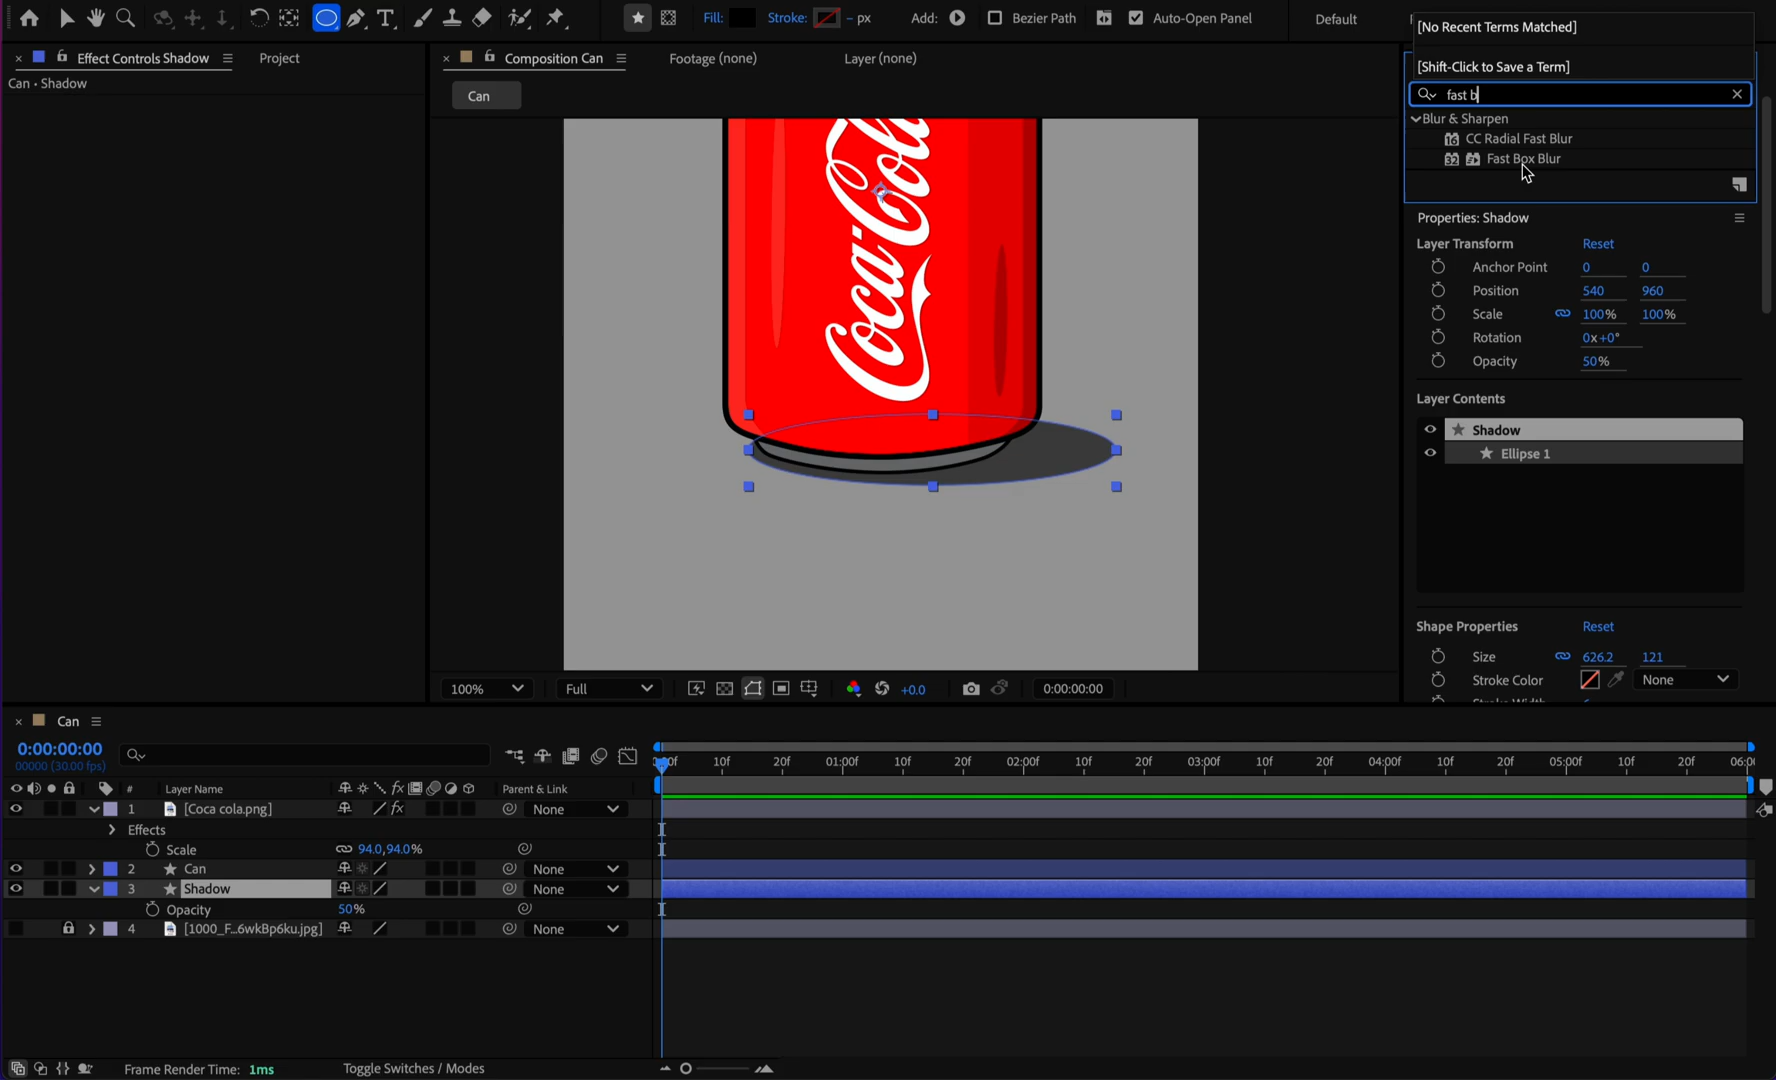 Fill:
Stroke:
– px
Add:
Bezier Path
Auto-Open Panel
Default
[No Recent Terms Matched]
[Shift-Click to Save a Term]
fast b
Blur & Sharpen
CC Radial Fast Blur
Fast Box Blur
Effect Controls Shadow
Project
Can • Shadow
Composition Can
Footage (none)
Layer (none)
Can
Coca-Cola
Properties: Shadow
Layer Transform
Reset
Anchor Point
0
0
Position
540
960
Scale
100%
100%
Rotation
0x+0°
Opacity
50%
Layer Contents
Shadow
Ellipse 1
Shape Properties
Reset
Size
626.2
121
Stroke Color
None
100%
Full
+0.0
0:00:00:00
Can
0:00:00:00
00000 (30.00 fps)
10f
20f
01:00f
10f
20f
02:00f
10f
20f
03:00f
10f
20f
04:00f
10f
20f
05:00f
10f
20f
#
Layer Name
Parent & Link
1
[Coca cola.png]
None
Effects
Scale
94.0,94.0%
2
Can
None
3
Shadow
None
Opacity
50%
4
[1000_F...6wkBp6ku.jpg]
None
Frame Render Time: 1ms
Toggle Switches / Modes